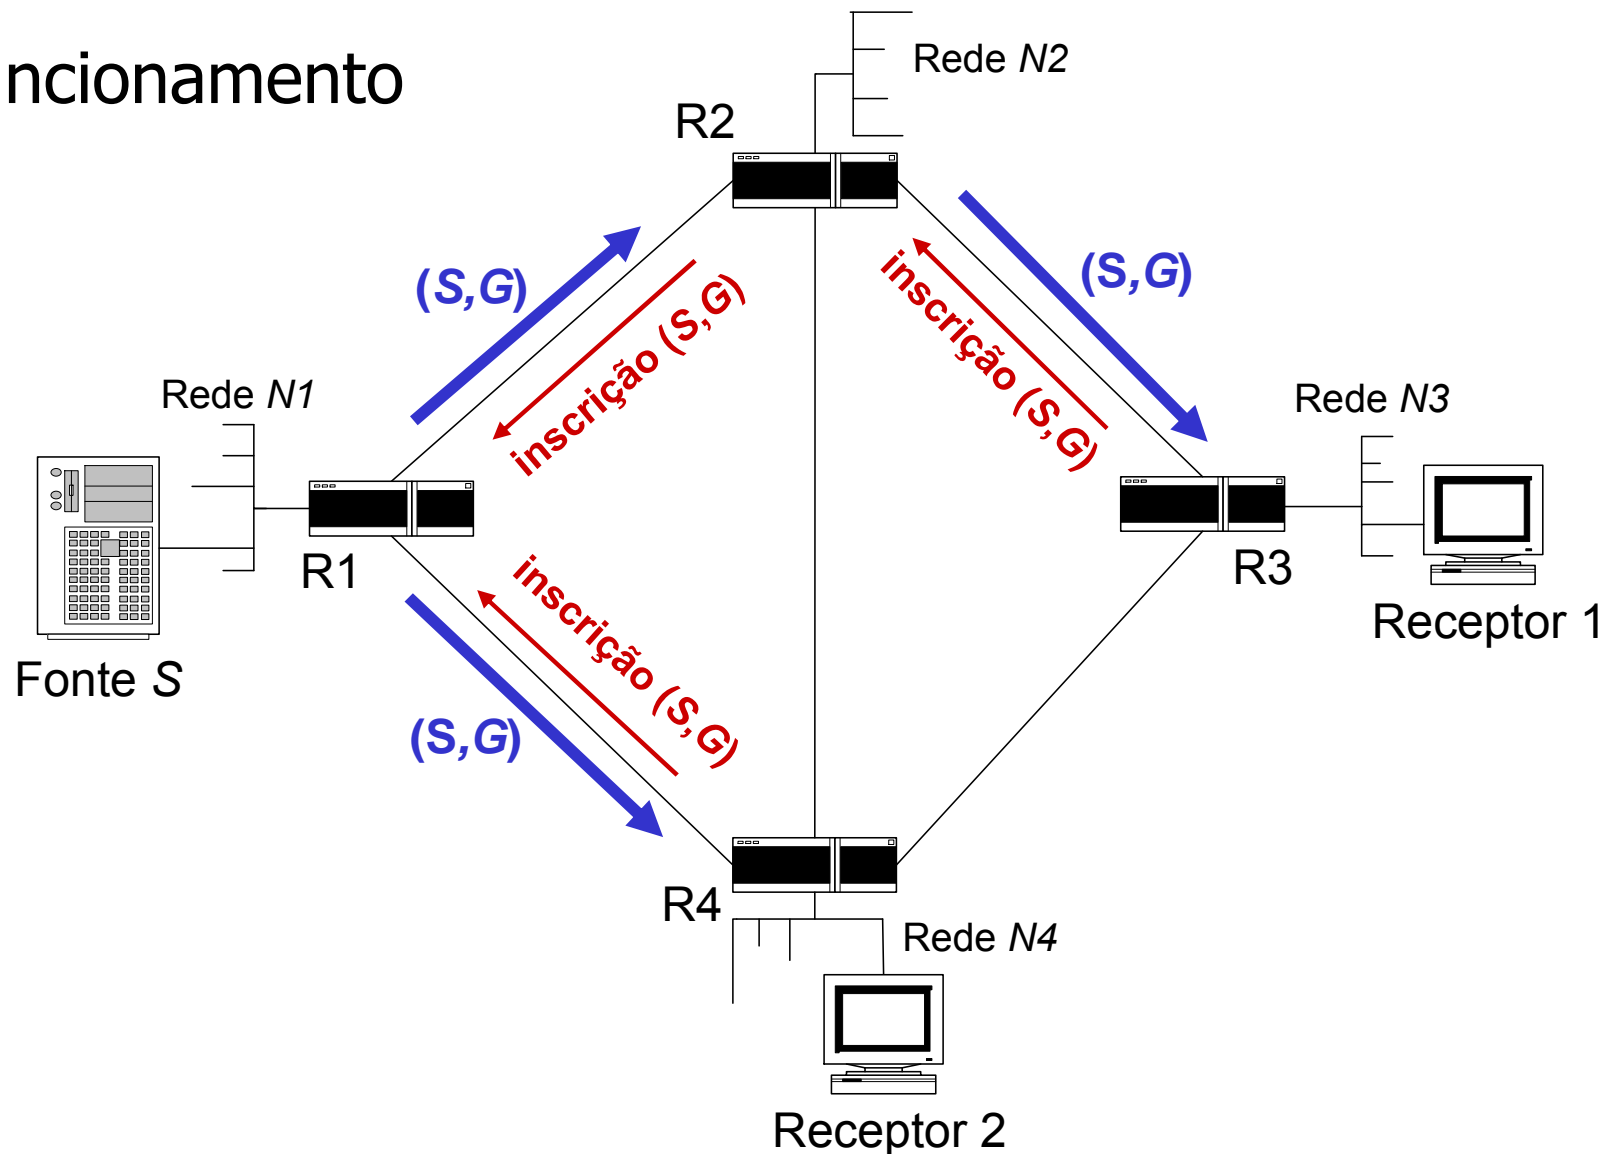 ncionamento
Rede N2
R2
(S,G)
inscrição (S,G)
inscrição (S,G)
(S,G)
Rede N1
Rede N3
R1
R3
Receptor 1
Fonte S
inscrição (S,G)
(S,G)
R4
Rede N4
Receptor 2